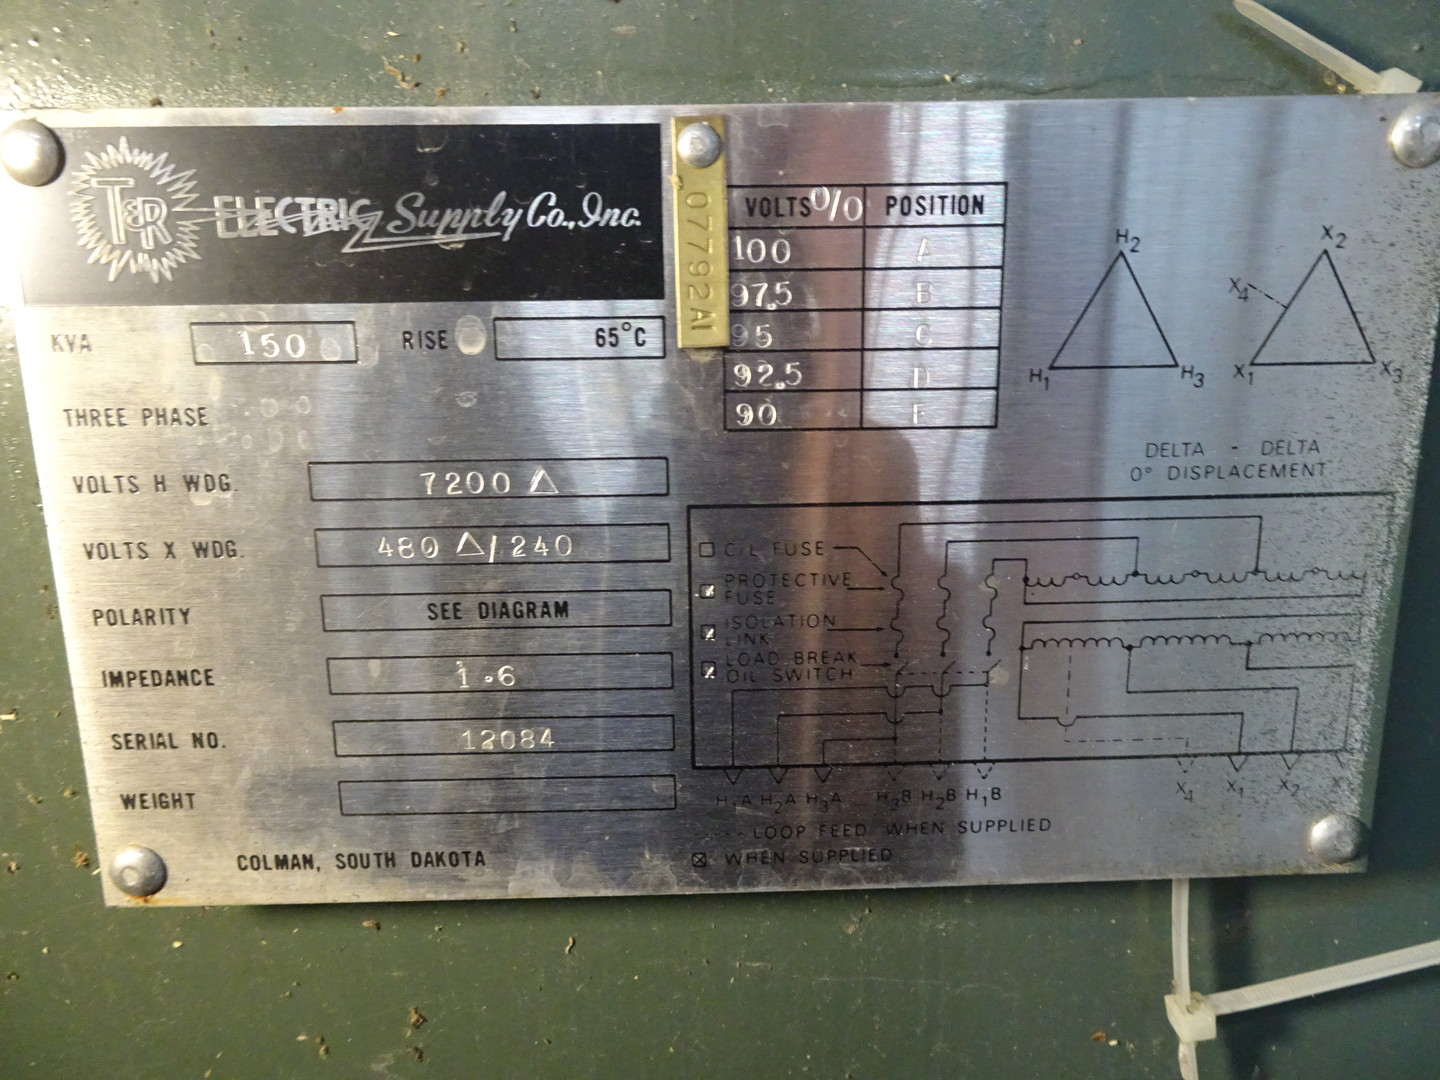 T&R ELECTRIC Supply Co., Inc.
KVA 150 RISE 65°C
THREE PHASE
VOLTS H WDG. 7200 Δ
VOLTS X WDG. 480 Δ/240
POLARITY SEE DIAGRAM
IMPEDANCE 1.6
SERIAL NO. 12084
WEIGHT
COLMAN, SOUTH DAKOTA
07792AI
VOLTS % POSITION
100 A
97.5 B
95 C
92.5 D
90
H2
H1 H3
X2
X4
X1 X3
DELTA - DELTA
0° DISPLACEMENT
C/L FUSE
PROTECTIVE
FUSE
ISOLATION
LINK
LOAD BREAK
OIL SWITCH
H1A H2A H3A H3B H2B H1B X4 X1 X2
---- LOOP FEED WHEN SUPPLIED
☒ WHEN SUPPLIED